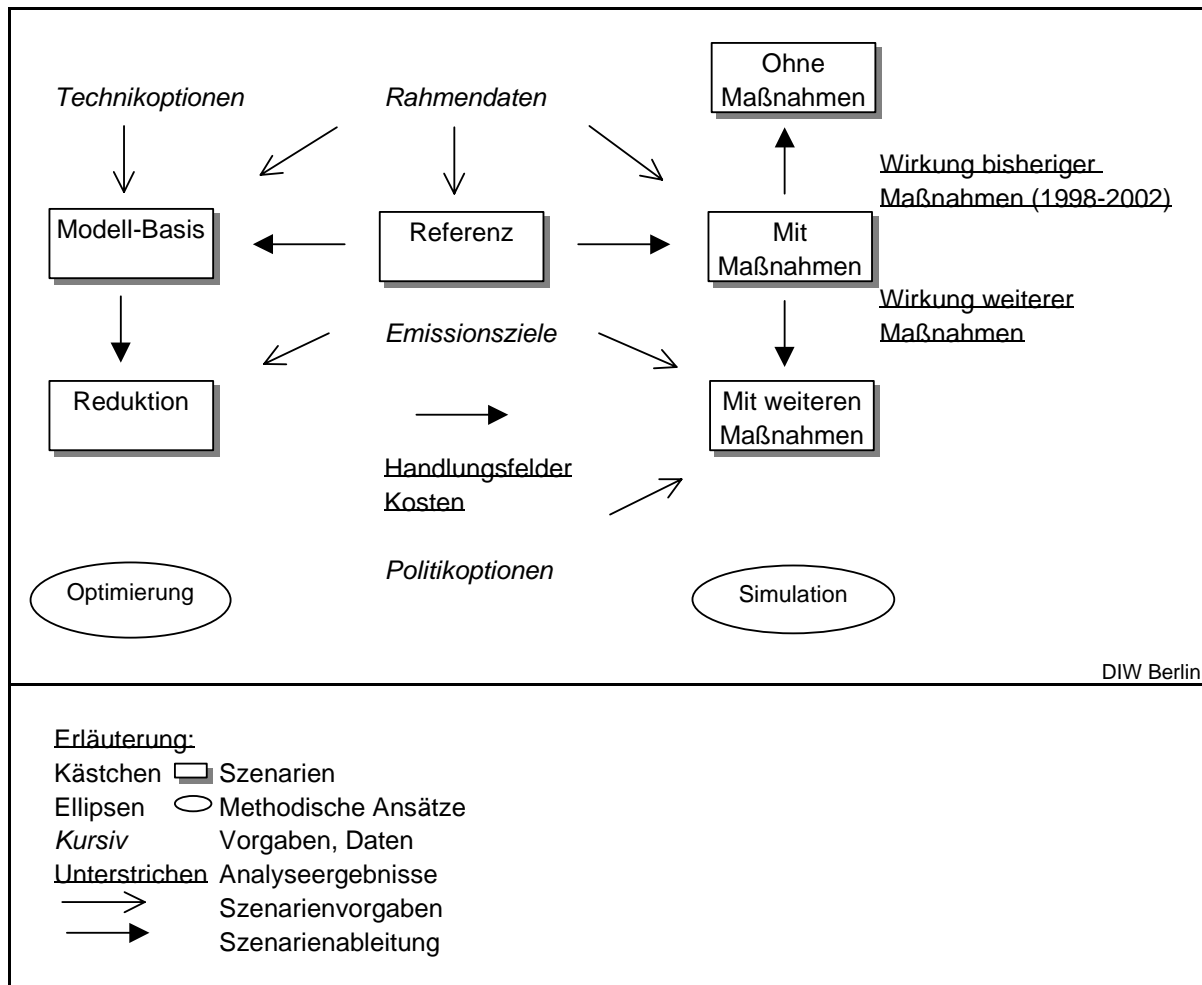 Technikoptionen
Rahmendaten
Ohne
Maßnahmen
Wirkung bisheriger
Maßnahmen (1998-2002)
Modell-Basis
Referenz
Mit
Maßnahmen
Wirkung weiterer
Maßnahmen
Emissionsziele
Reduktion
Mit weiteren
Maßnahmen
Handlungsfelder
Kosten
Politikoptionen
Optimierung
Simulation
DIW Berlin
Erläuterung:
Kästchen Szenarien
Ellipsen Methodische Ansätze
Kursiv Vorgaben, Daten
Unterstrichen Analyseergebnisse
Szenarienvorgaben
Szenarienableitung